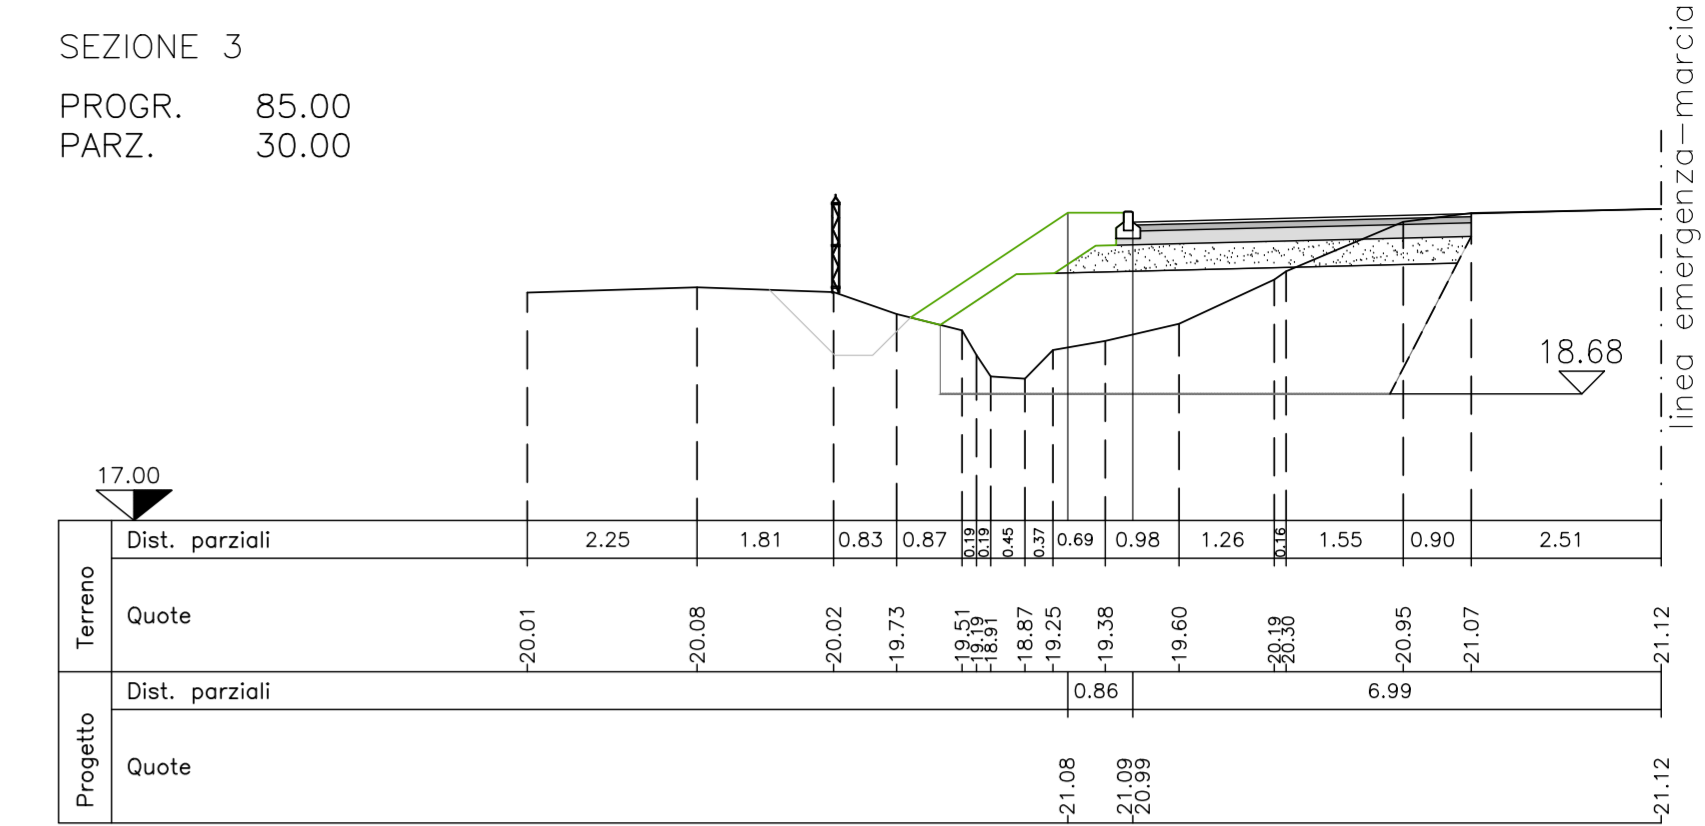 SEZIONE 3
PROGR. 85.00
PARZ. 30.00
linea emergenza-marcia
18.68
17.00
Terreno
Dist. parziali 2.25 1.81 0.83 0.87 0.19 0.19 0.45 0.37 0.69 0.98 1.26 0.16 1.55 0.90 2.51
Quote 20.01 20.08 20.02 19.73 19.51 19.19 18.91 18.87 19.25 19.38 19.60 20.19 20.30 20.95 21.07 21.12
Progetto
Dist. parziali 0.86 6.99
Quote 21.08 21.09 20.99 21.12